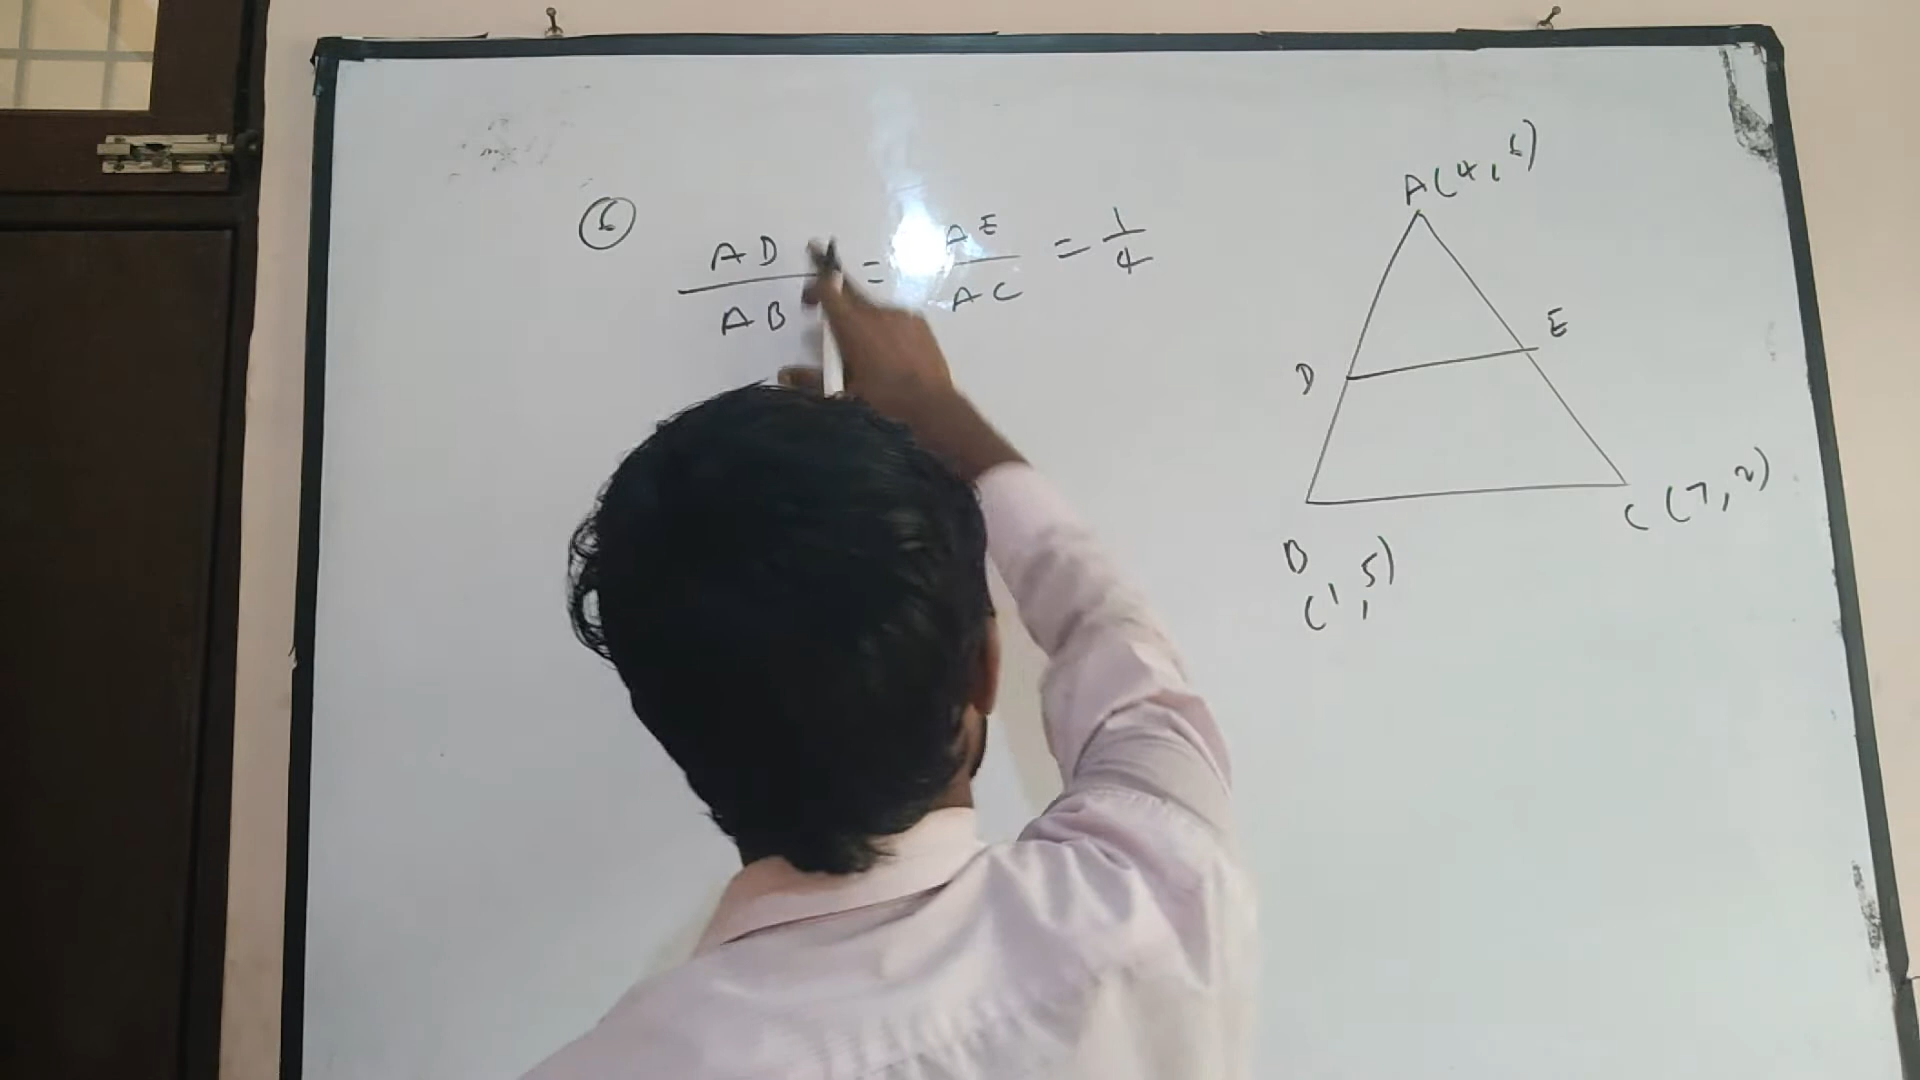 6
AD/AB = AE/AC = 1/4
A(4, 6)
D
E
B
(1, 5)
C (7, 2)